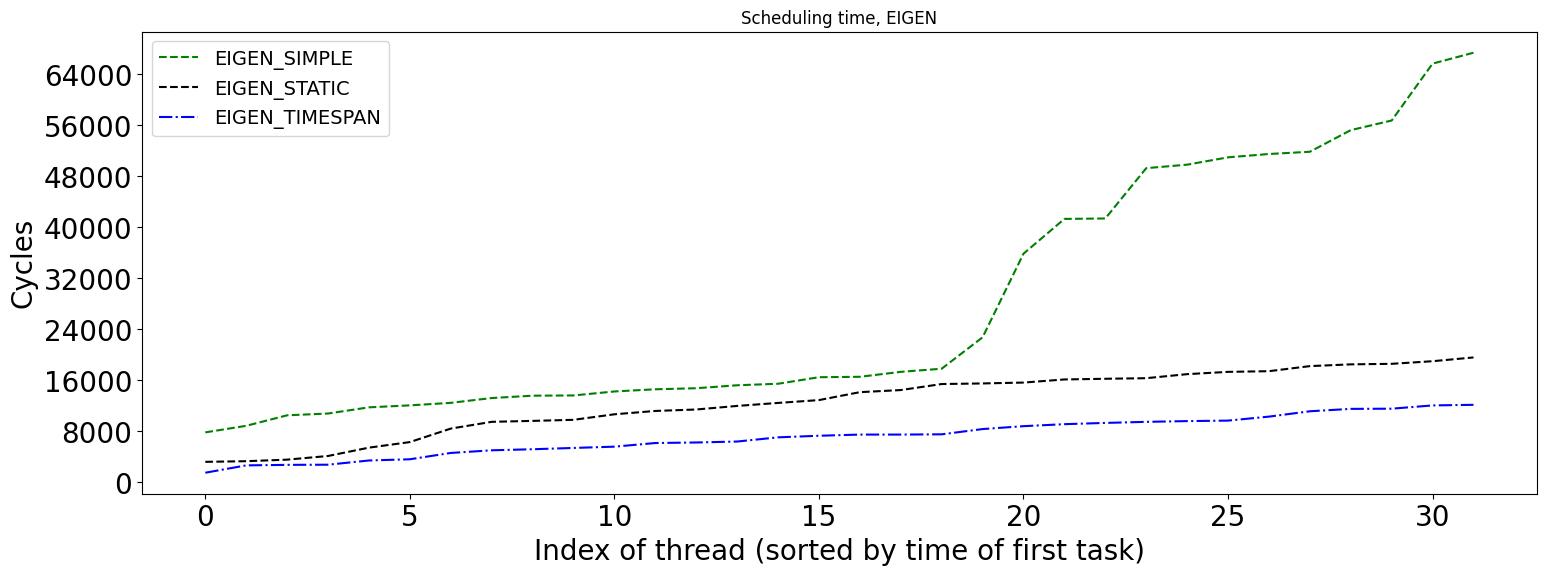 Scheduling time, EIGEN
EIGEN_SIMPLE
EIGEN_STATIC
EIGEN_TIMESPAN
64000
56000
48000
40000
32000
24000
16000
8000
0
Cycles
0 5 10 15 20 25 30
Index of thread (sorted by time of first task)